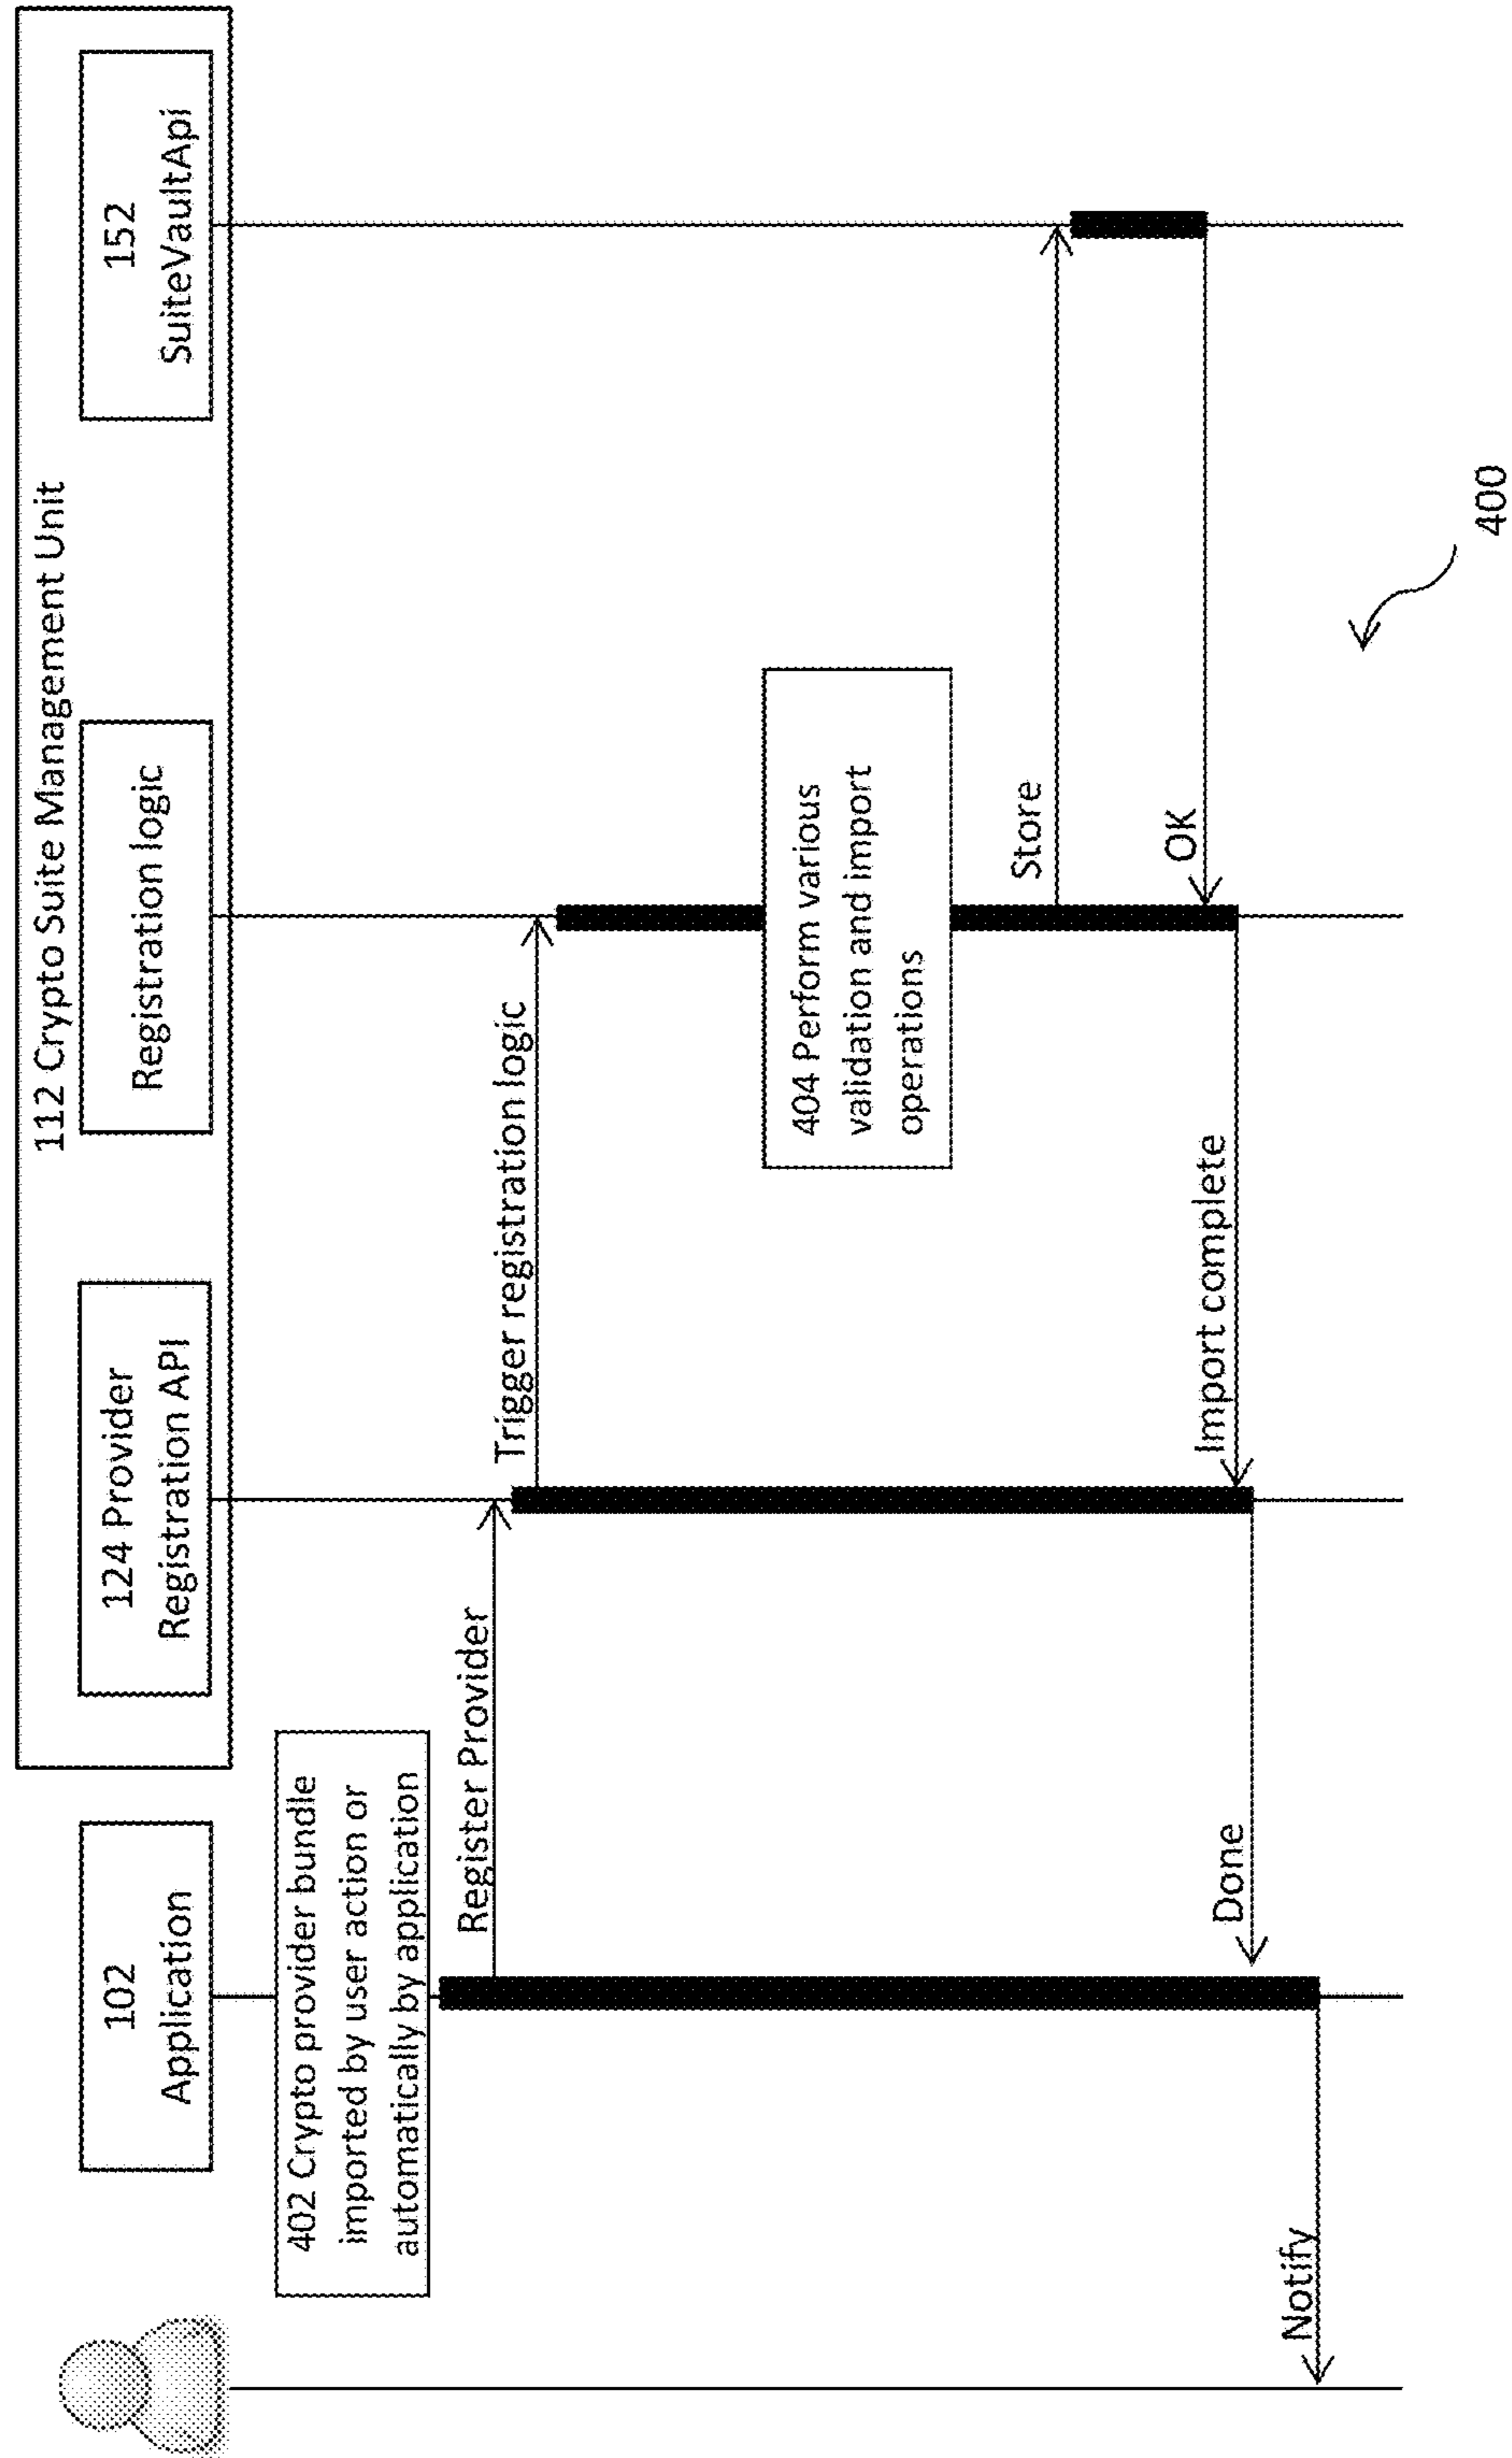 112 Crypto Suite Management Unit
102
Application
124 Provider
Registration API
Registration logic
152
SuiteVaultApi
402 Crypto provider bundle
imported by user action or
automatically by application
Register Provider
Trigger registration logic
404 Perform various
validation and import
operations
Store
OK
Import complete
Done
Notify
400